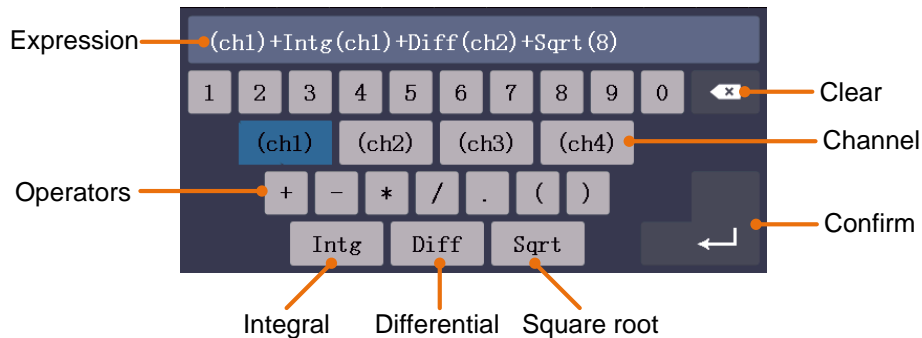 Expression
(ch1)+Intg(ch1)+Diff(ch2)+Sqrt(8)
1 2 3 4 5 6 7 8 9 0
Clear
(ch1) (ch2) (ch3) (ch4)
Channel
Operators
+ - * / . ( )
Confirm
Intg Diff Sqrt
Integral Differential Square root